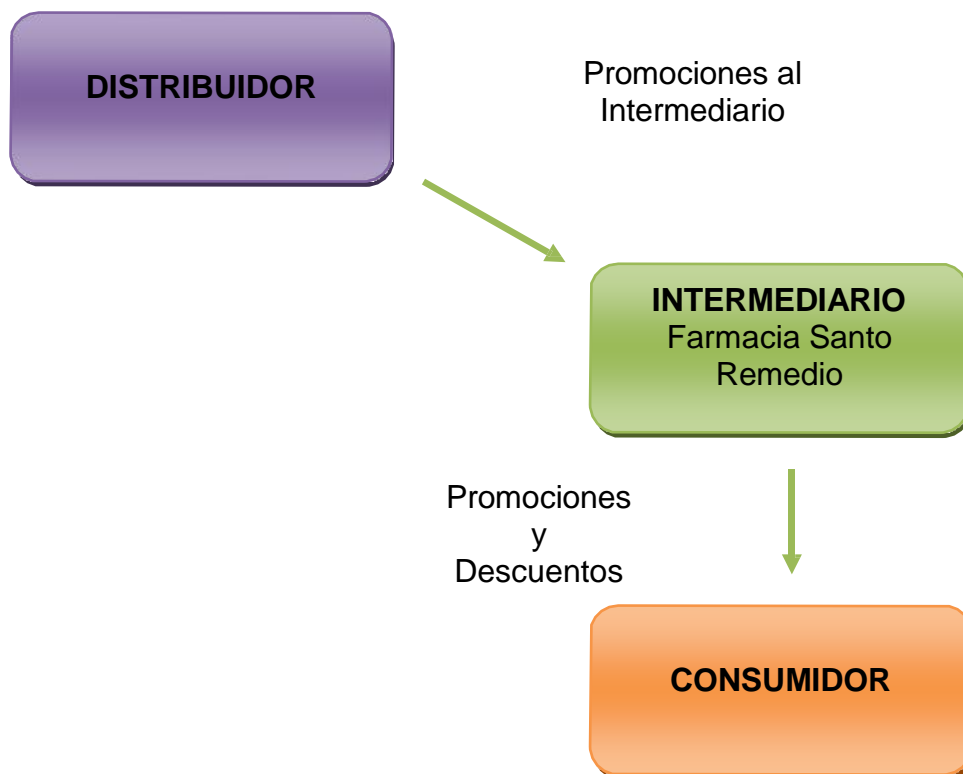 DISTRIBUIDOR
Promociones al
Intermediario
INTERMEDIARIO
Farmacia Santo
Remedio
Promociones
y
Descuentos
CONSUMIDOR